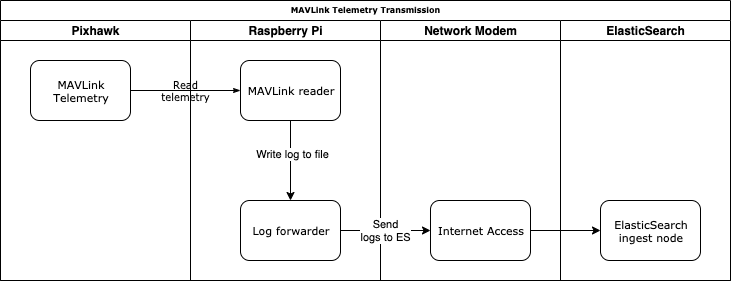 MAVLink Telemetry Transmission
Pixhawk
Raspberry Pi
Network Modem
ElasticSearch
MAVLink
Telemetry
Read
telemetry
MAVLink reader
Write log to file
Log forwarder
Send
logs to ES
Internet Access
ElasticSearch
ingest node